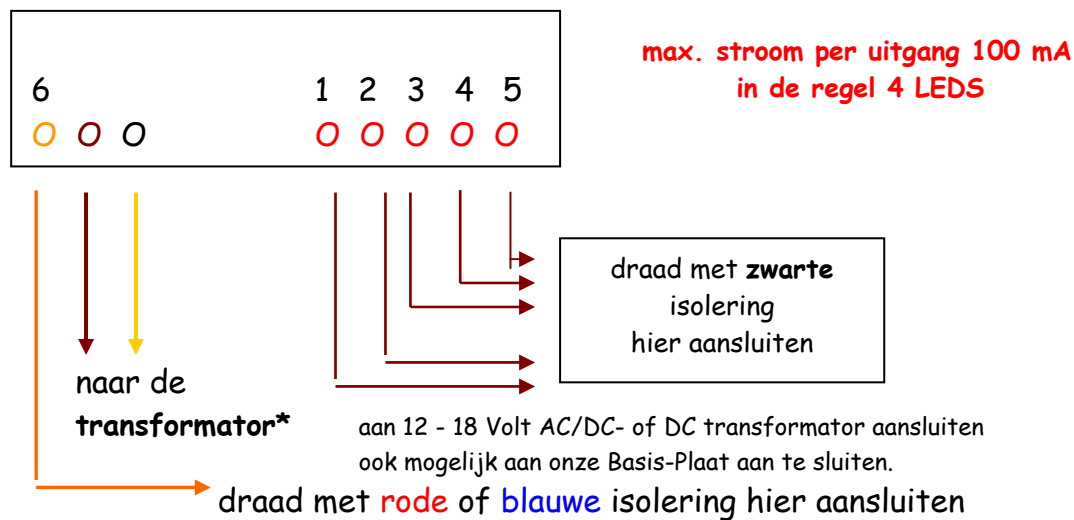 max. stroom per uitgang 100 mA
in de regel 4 LEDS
6 1 2 3 4 5
O O O O O O O O
draad met zwarte
isolering
hier aansluiten
naar de
transformator*
aan 12 - 18 Volt AC/DC- of DC transformator aansluiten
ook mogelijk aan onze Basis-Plaat aan te sluiten.
draad met rode of blauwe isolering hier aansluiten